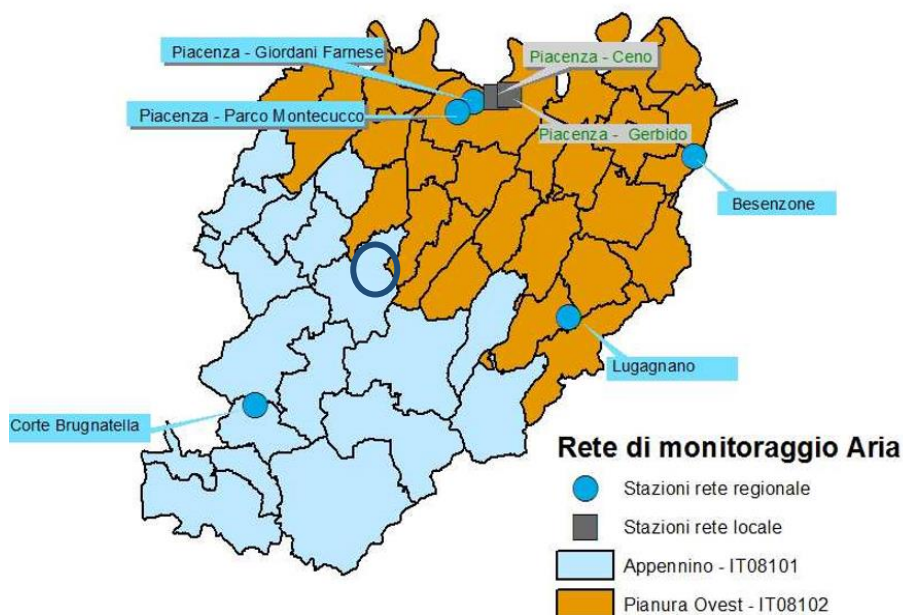 Piacenza - Giordani Farnese
Piacenza - Ceno
Piacenza - Parco Montecucco
Piacenza - Gerbido
Besenzone
Lugagnano
Corte Brugnatella
Rete di monitoraggio Aria
Stazioni rete regionale
Stazioni rete locale
Appennino - IT08101
Pianura Ovest - IT08102